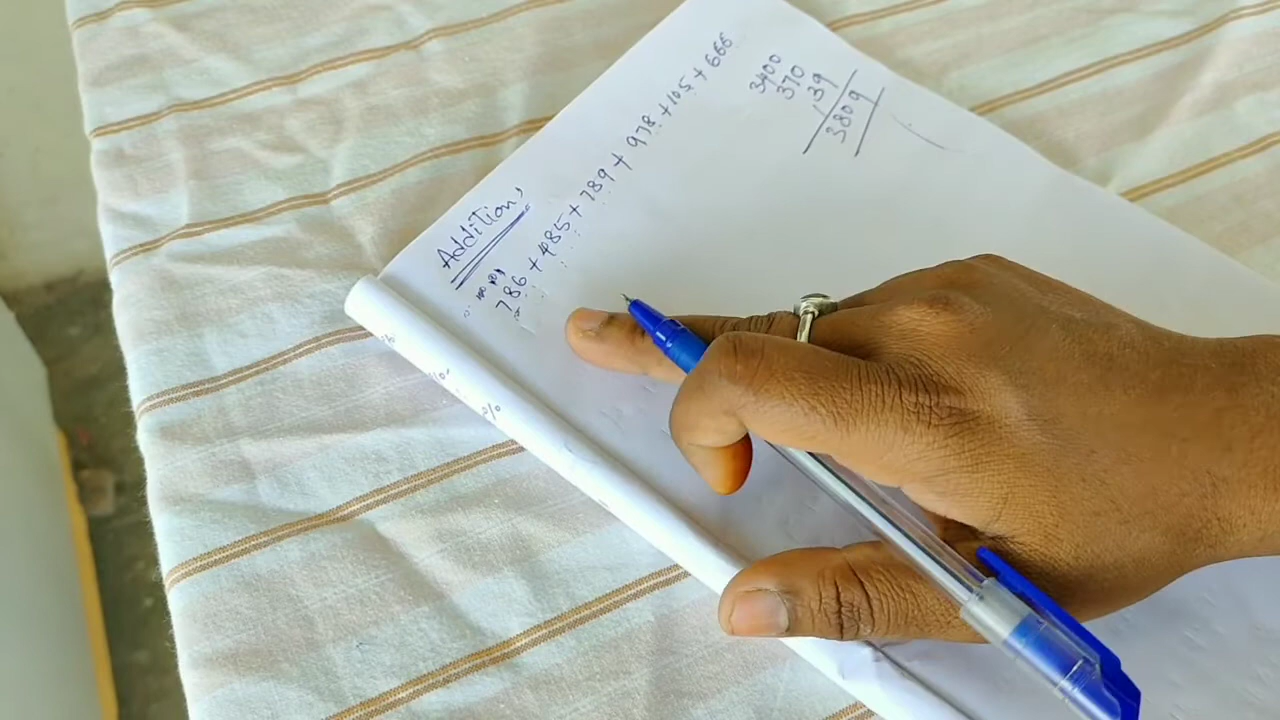 Addition,
786 + 485 + 789 + 978 + 105 + 666
3400
370
39
3809